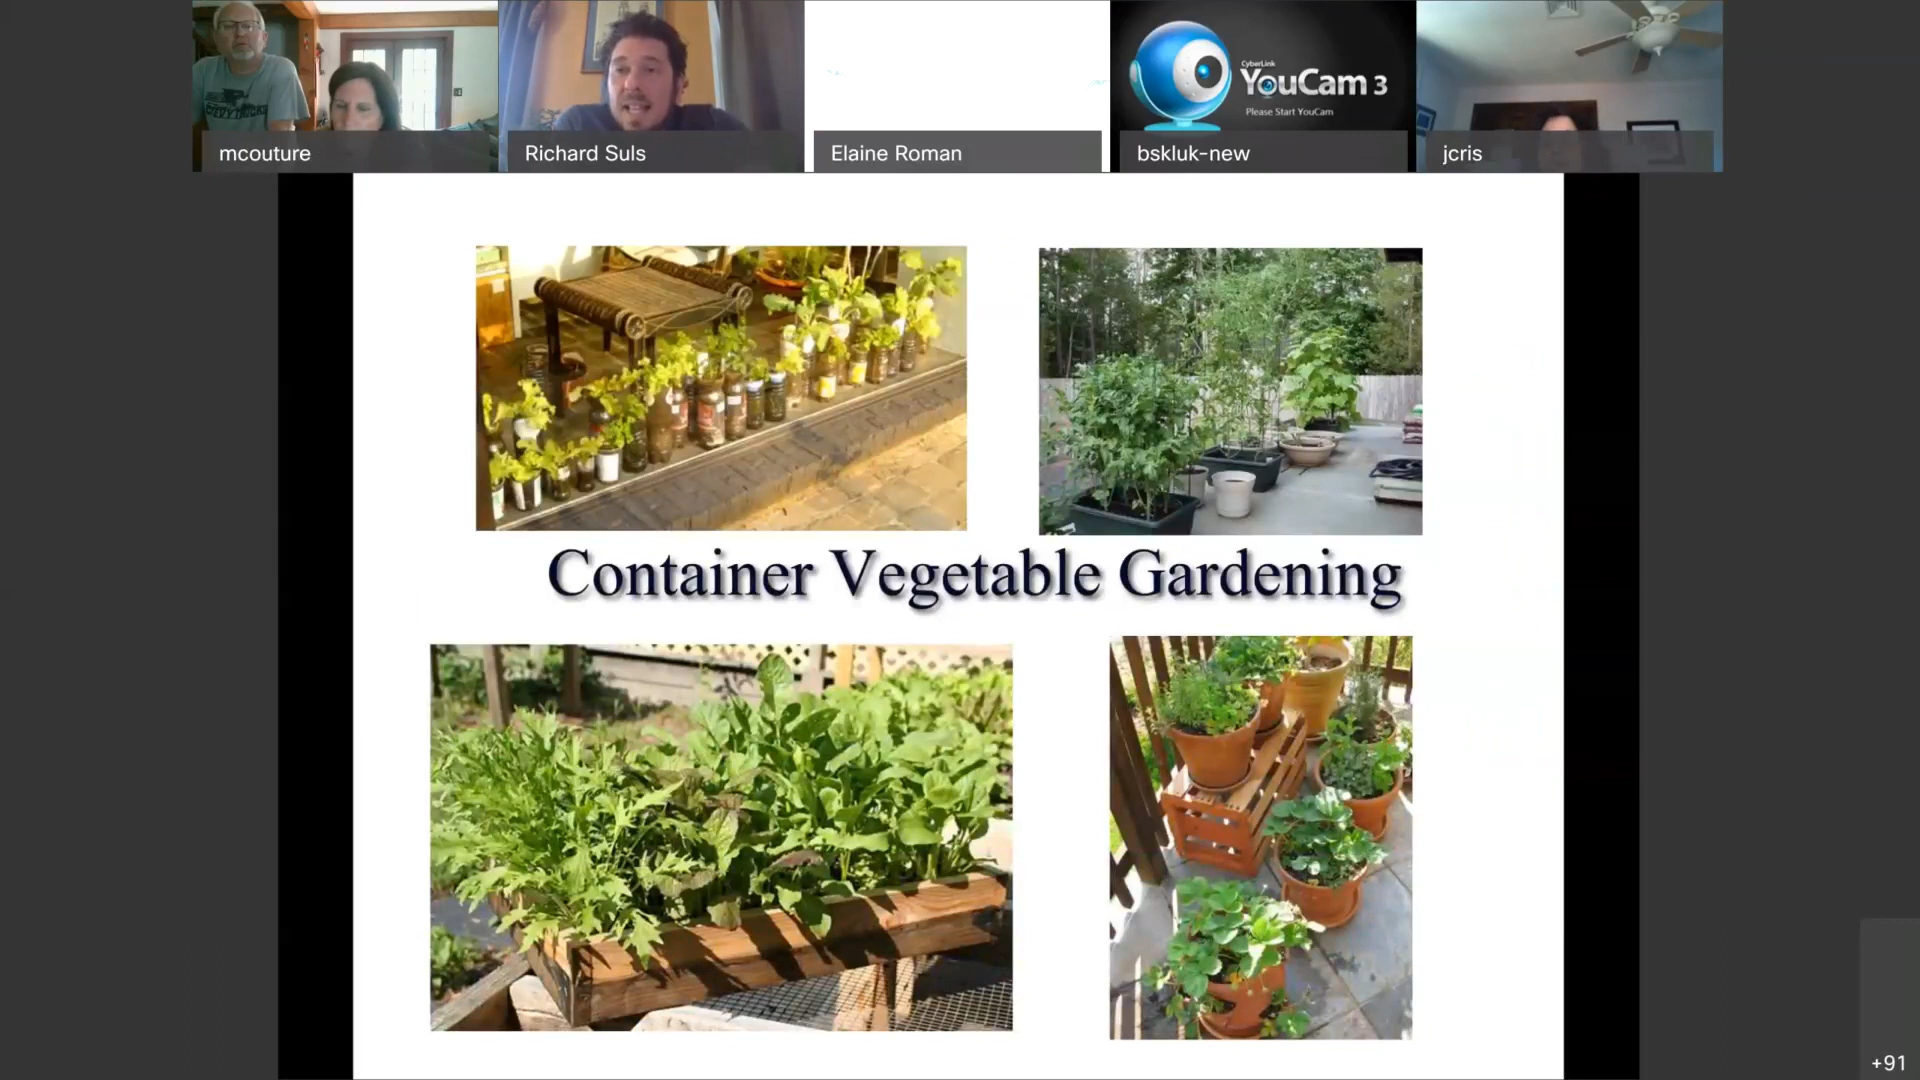 mcouture
Richard Suls
Elaine Roman
CyberLink
YouCam 3
Please Start YouCam
bskluk-new
jcris
Container Vegetable Gardening
+91